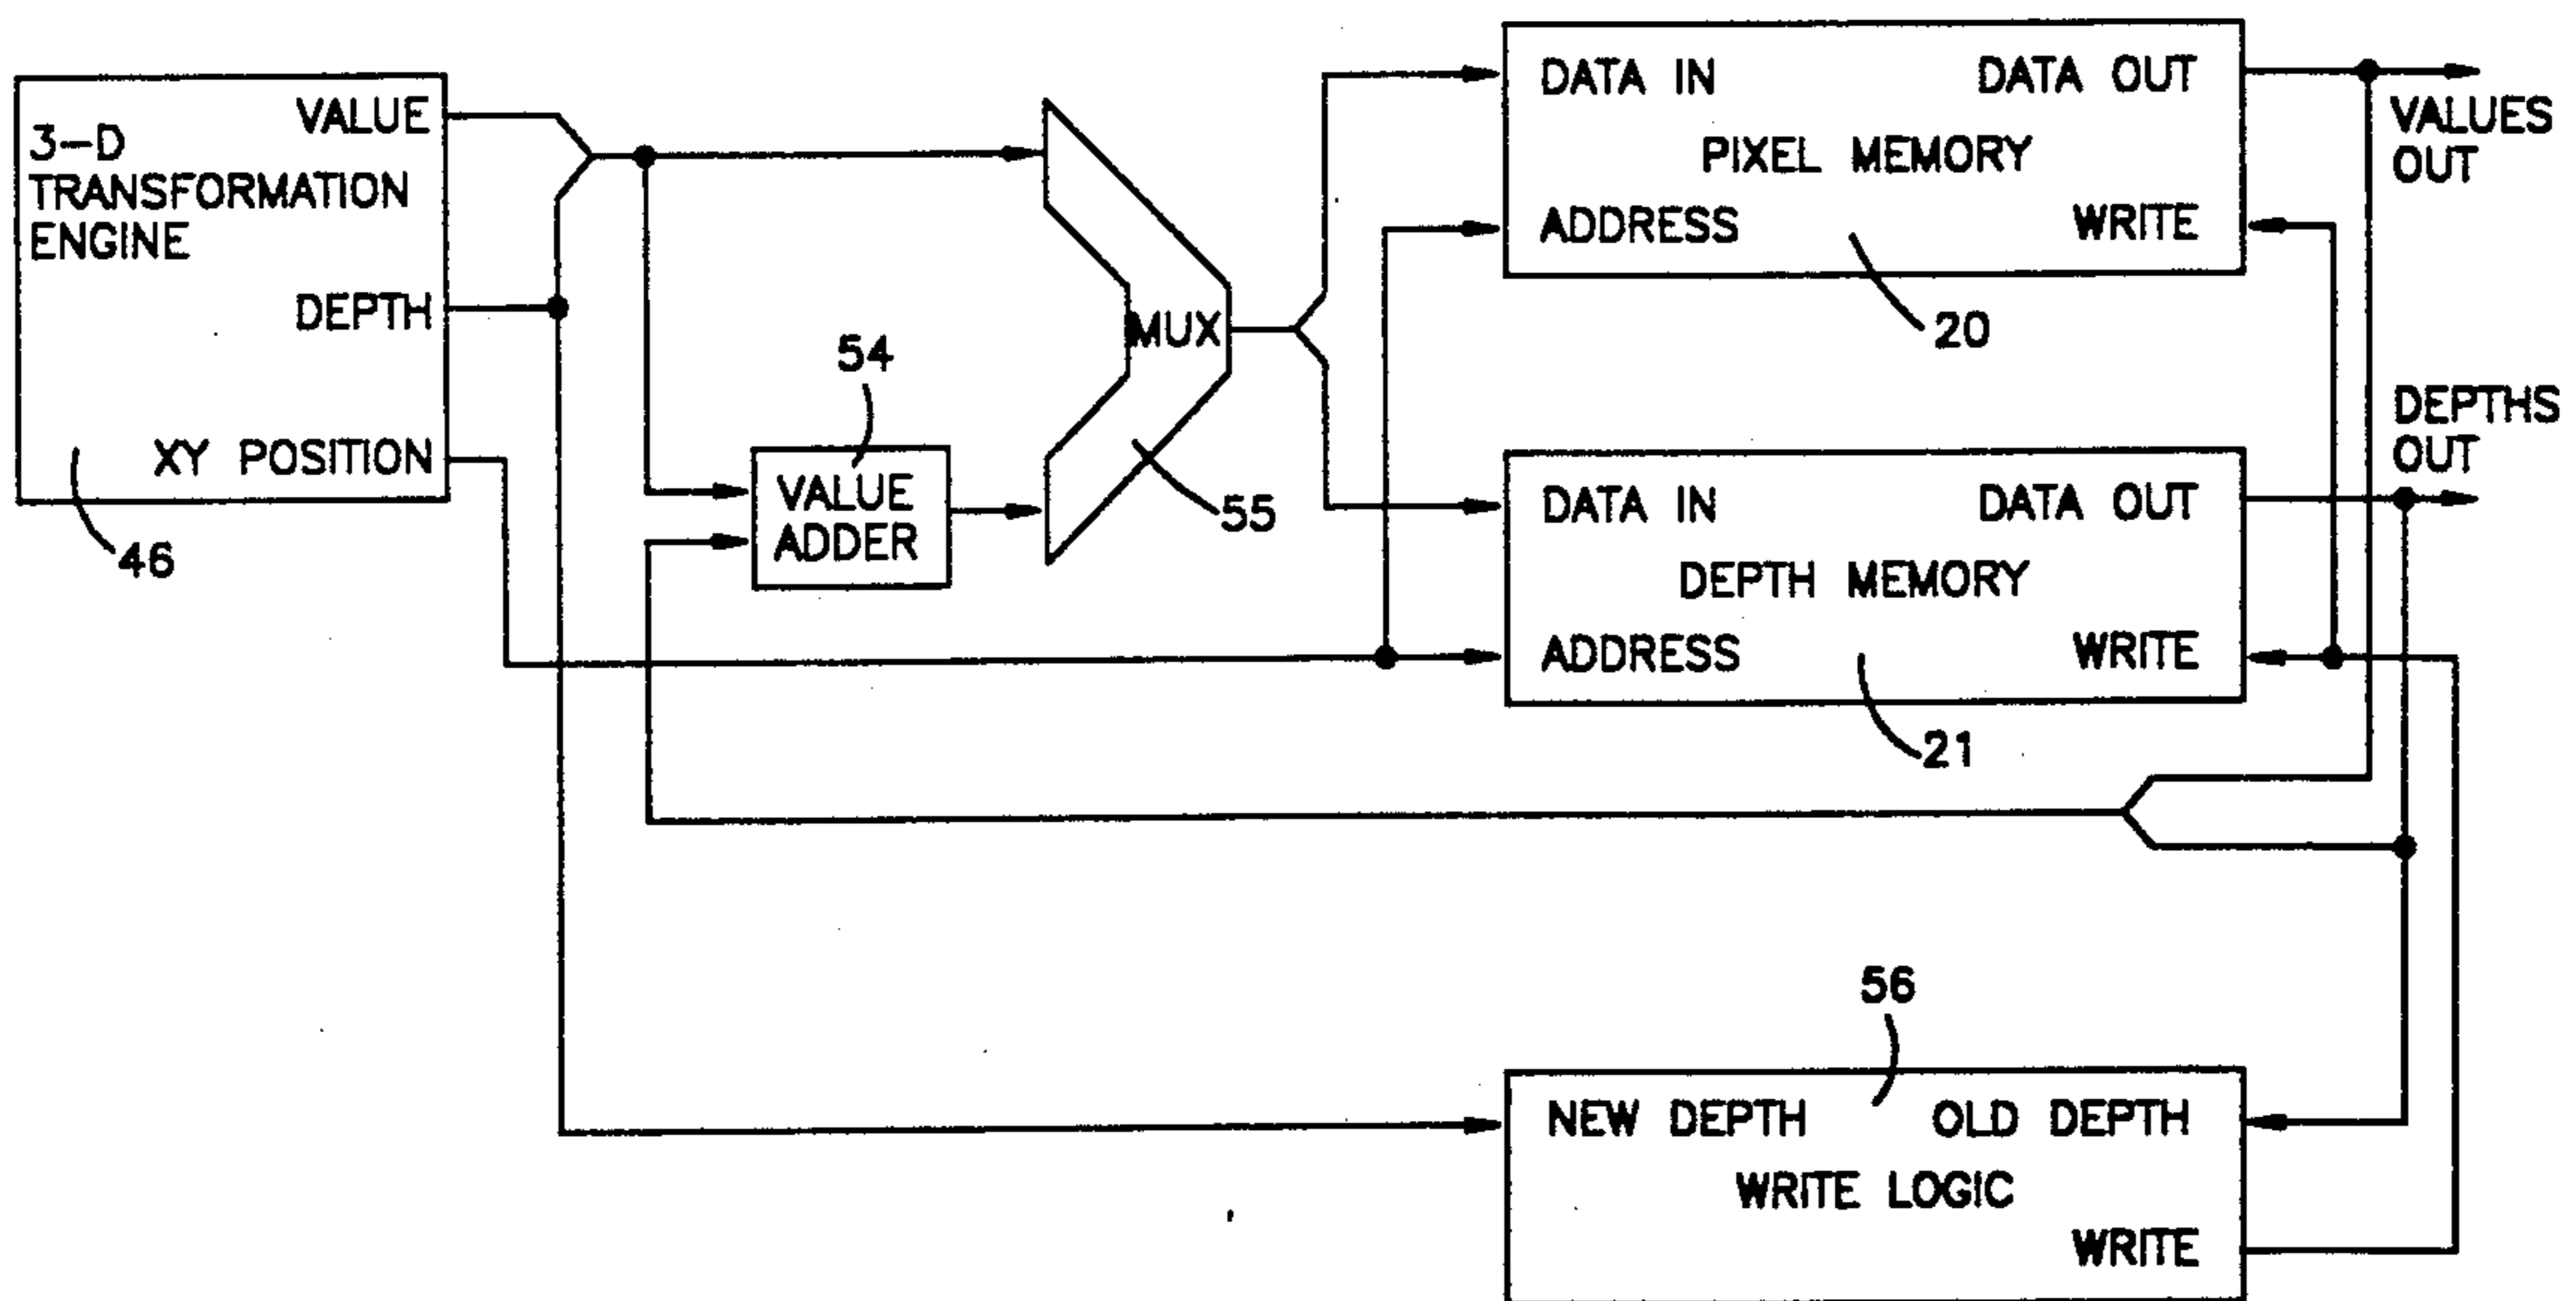 VALUE
3-D
TRANSFORMATION
ENGINE
DEPTH
XY POSITION
46
54
VALUE
ADDER
MUX
55
DATA IN DATA OUT
PIXEL MEMORY
ADDRESS WRITE
20
VALUES
OUT
DEPTHS
OUT
DATA IN DATA OUT
DEPTH MEMORY
ADDRESS WRITE
21
56
NEW DEPTH OLD DEPTH
WRITE LOGIC
WRITE